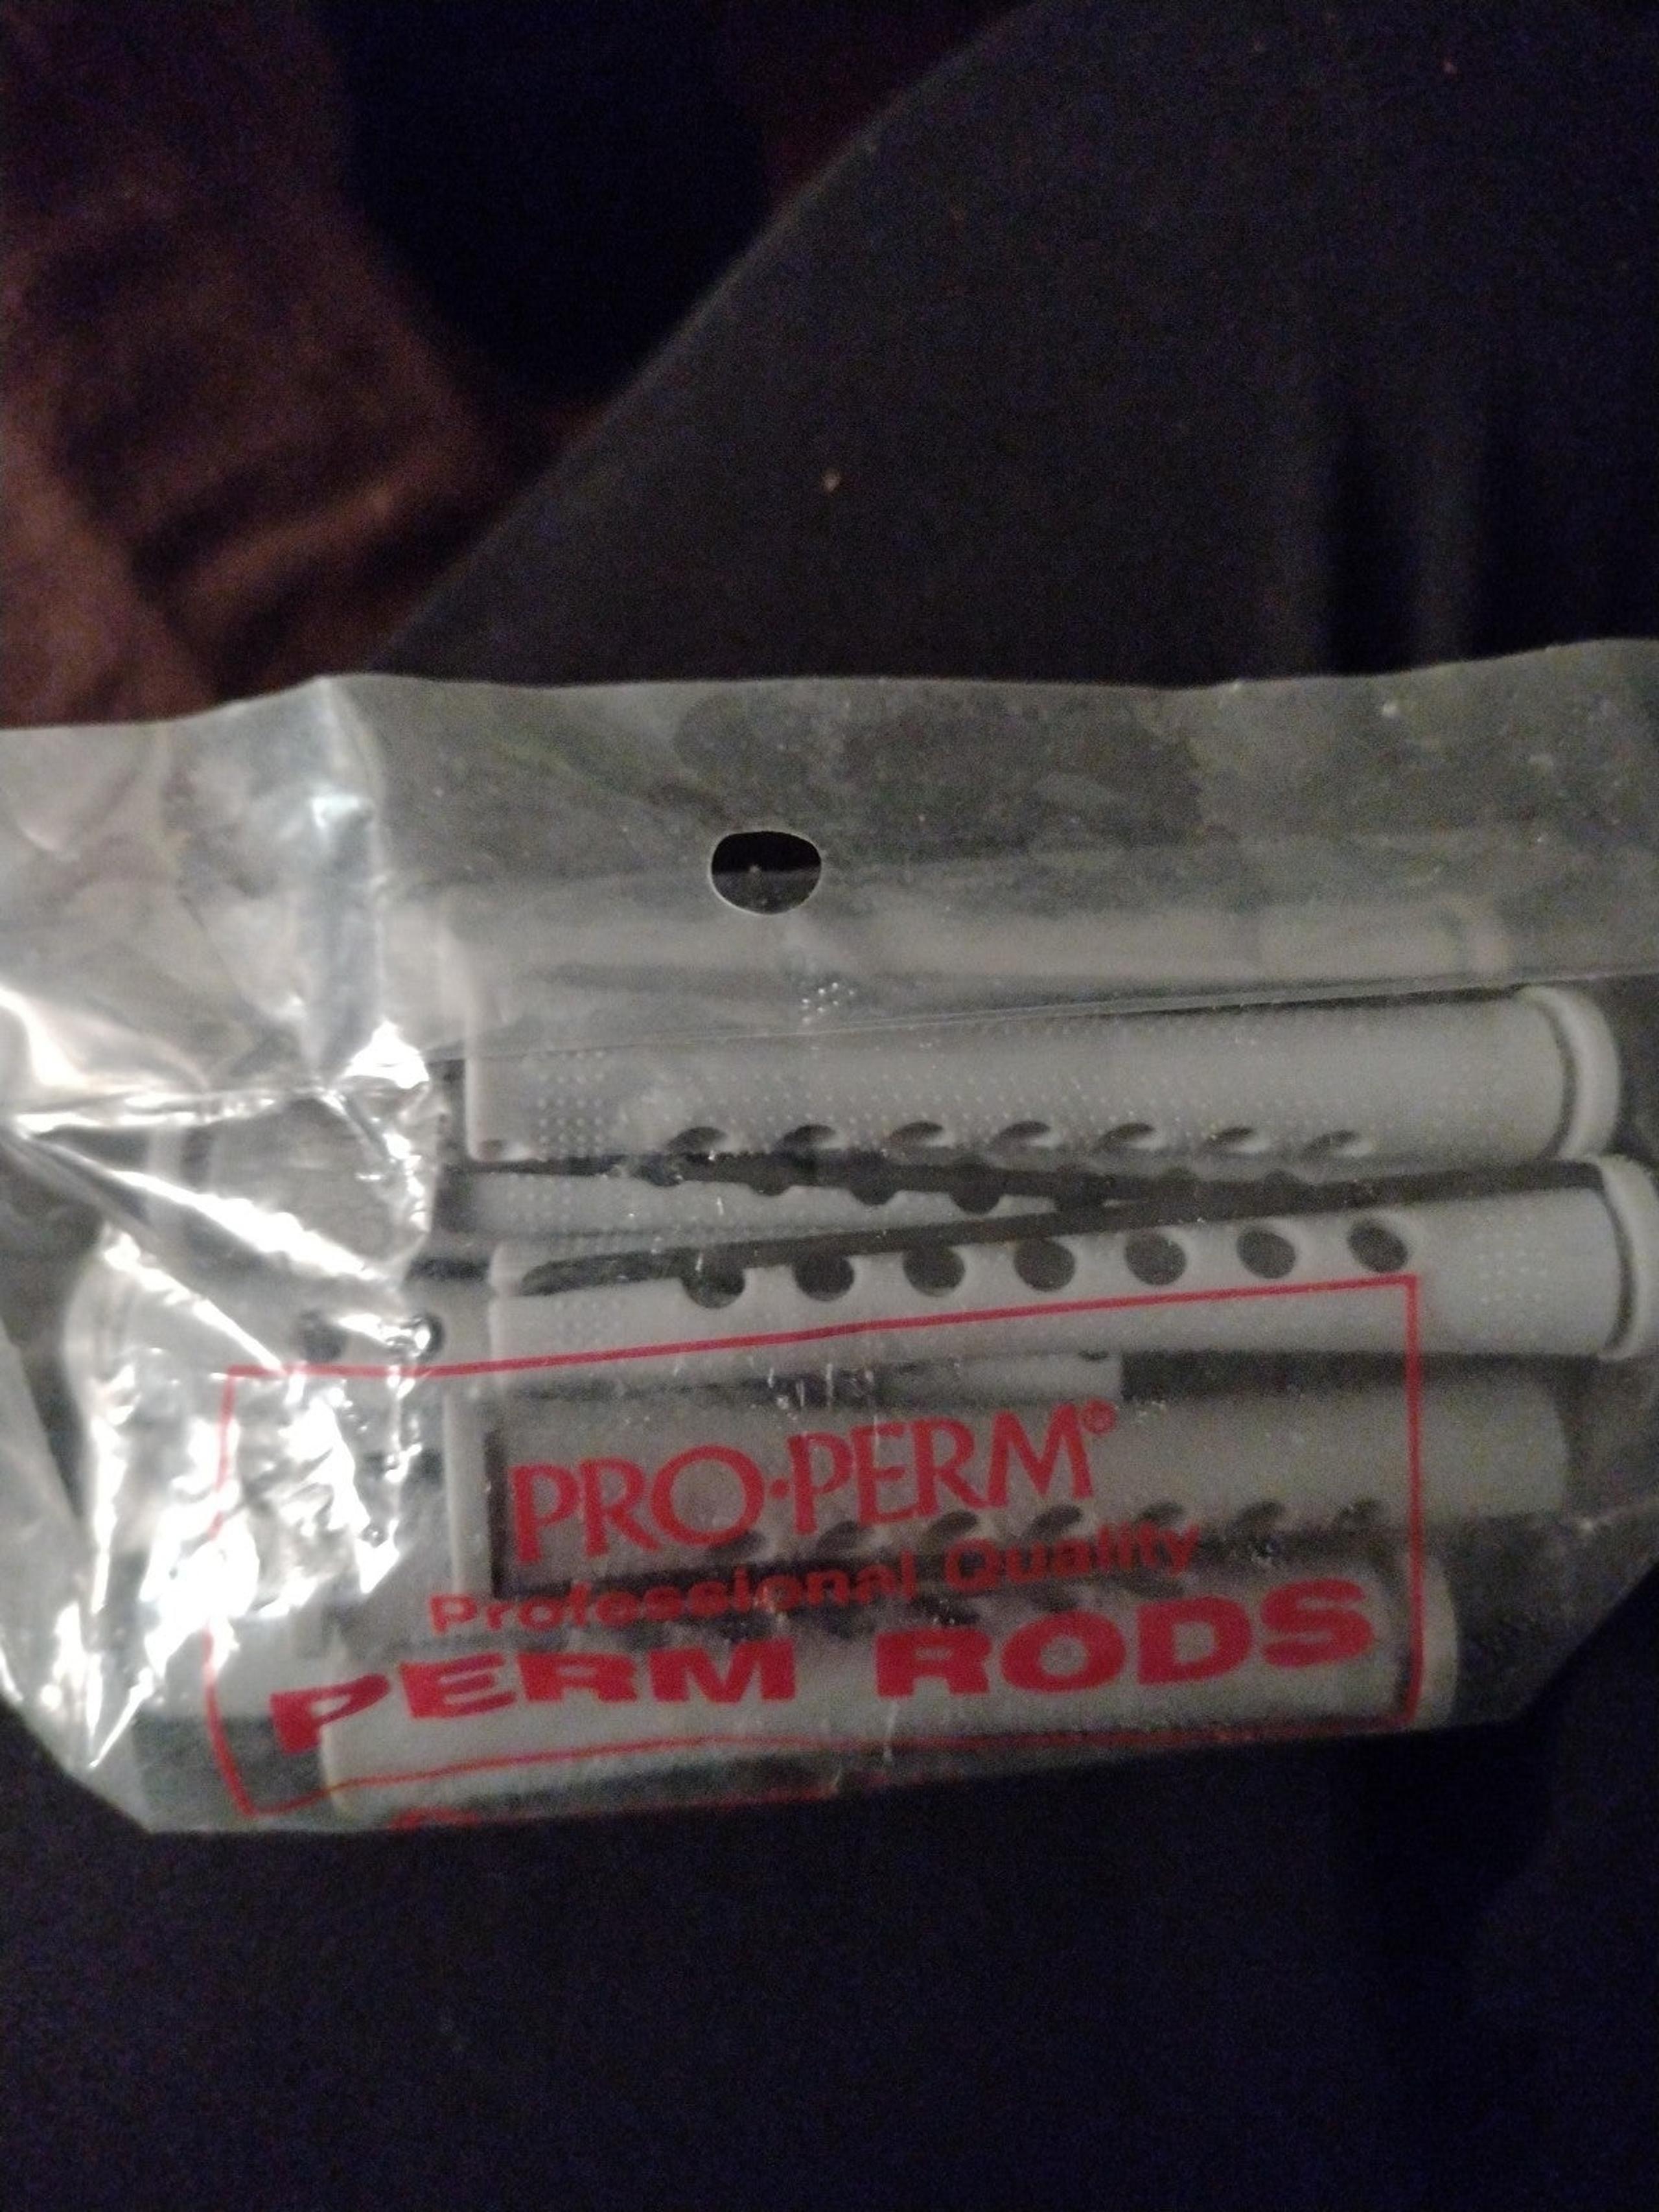 PRO·PERM®
Professional Quality
PERM RODS